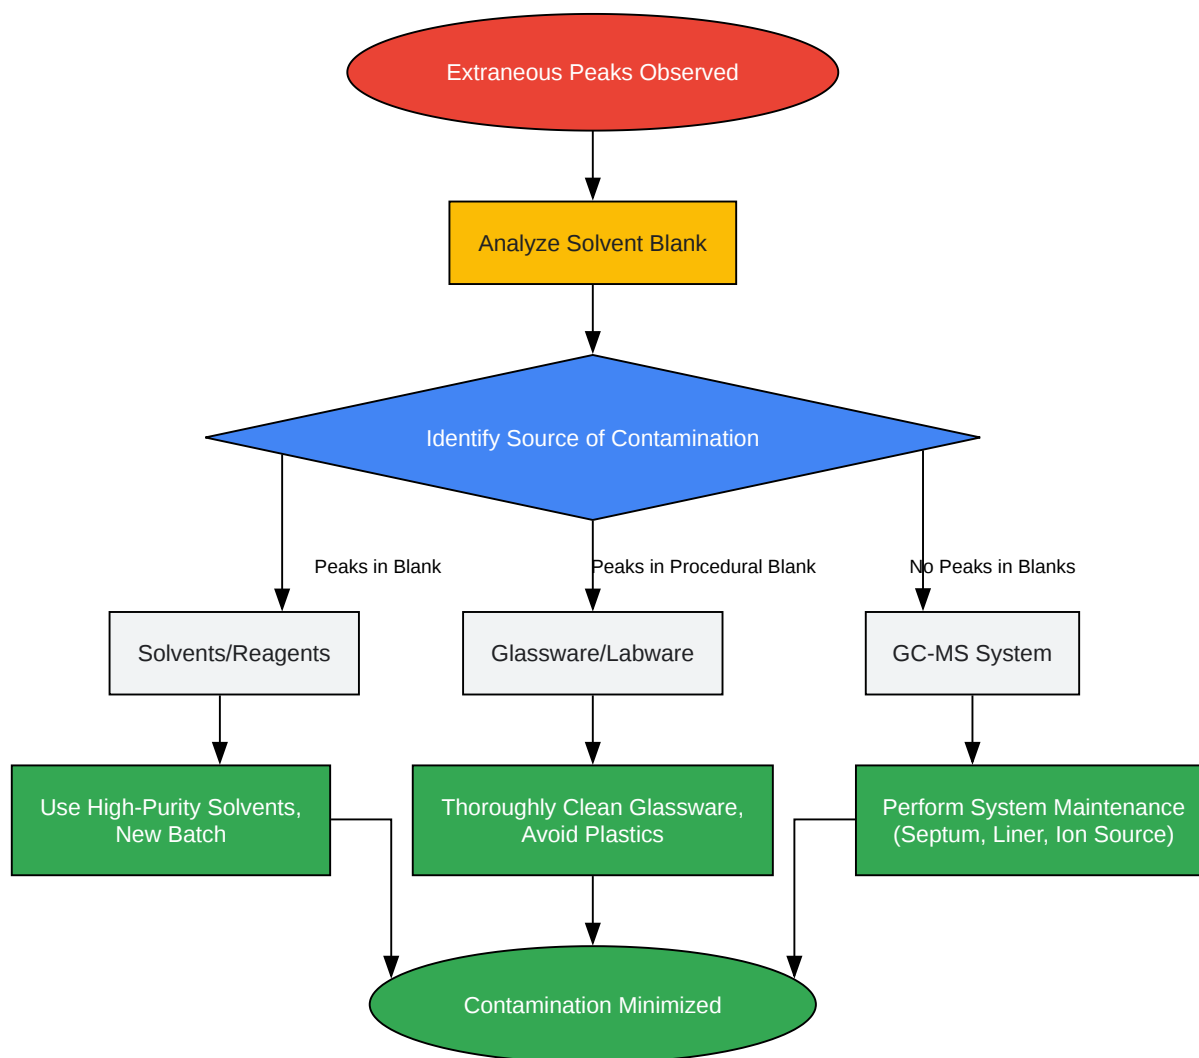 Extraneous Peaks Observed
Analyze Solvent Blank
Identify Source of Contamination
Peaks in Blank
Peaks in Procedural Blank
No Peaks in Blanks
Solvents/Reagents
Glassware/Labware
GC-MS System
Use High-Purity Solvents,
New Batch
Thoroughly Clean Glassware,
Avoid Plastics
Perform System Maintenance
(Septum, Liner, Ion Source)
Contamination Minimized